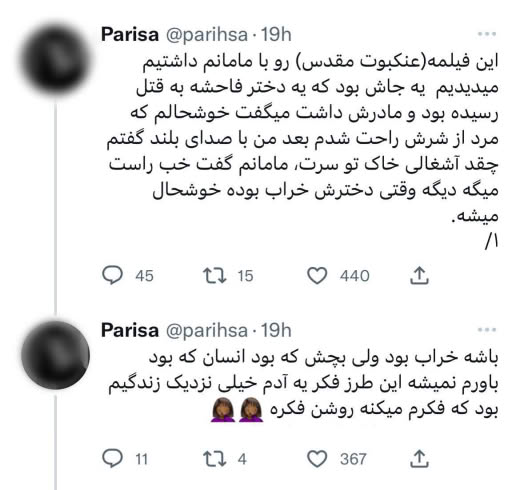 Parisa @parihsa · 19h
این فیلمه(عنکبوت مقدس) رو با مامانم داشتیم
میدیدیم یه جاش بود که یه دختر فاحشه به قتل
رسیده بود و مادرش داشت میگفت خوشحالم که
مرد از شرش راحت شدم بعد من با صدای بلند گفتم
چقد آشغالی خاک تو سرت، مامانم گفت خب راست
میگه دیگه وقتی دخترش خراب بوده خوشحال
میشه.
/۱
45 15 440
Parisa @parihsa · 19h
باشه خراب بود ولی بچش که بود انسان که بود
باورم نمیشه این طرز فکر یه آدم خیلی نزدیک زندگیم
بود که فکرم میکنه روشن فکره 🤦🏾‍♀️🤦🏾‍♀️
11 4 367